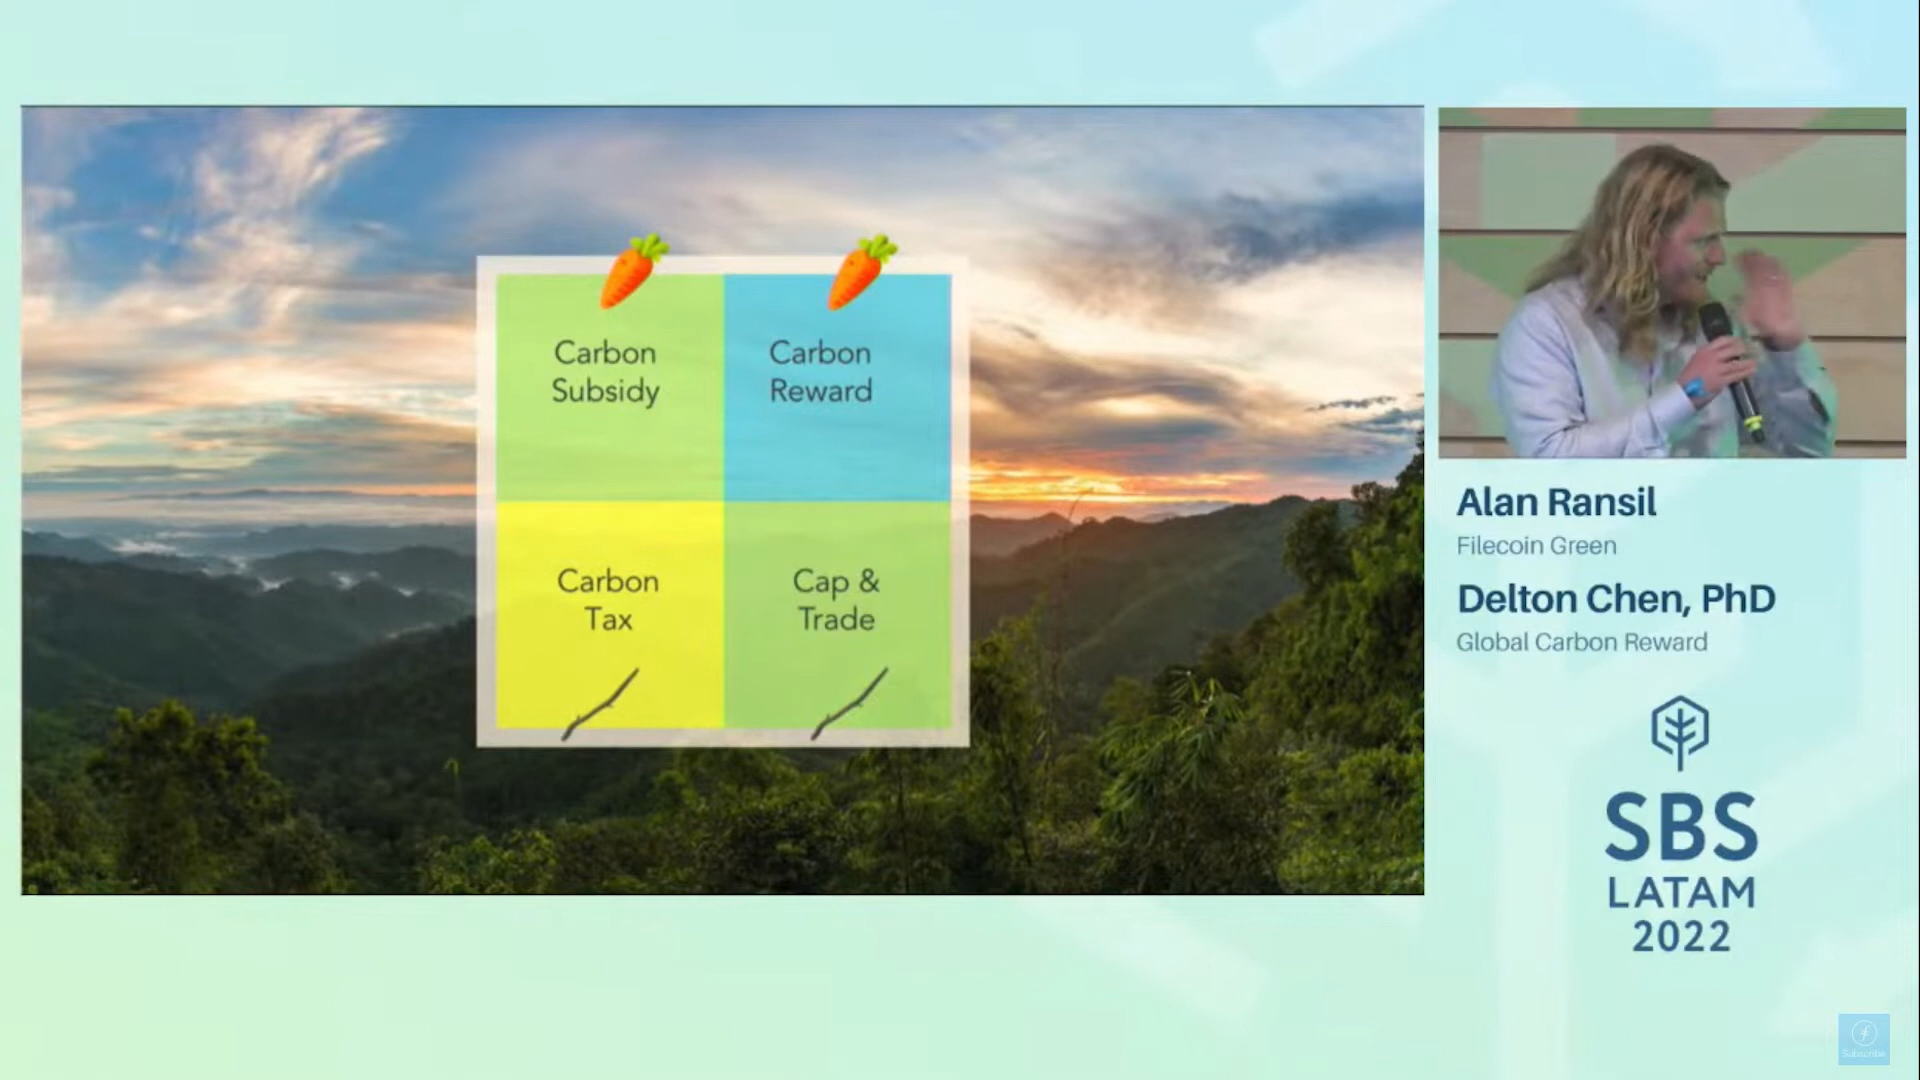 Carbon
Subsidy
Carbon
Reward
Carbon
Tax
Cap &
Trade
Alan Ransil
Filecoin Green
Delton Chen, PhD
Global Carbon Reward
SBS
LATAM
2022
Subscribe